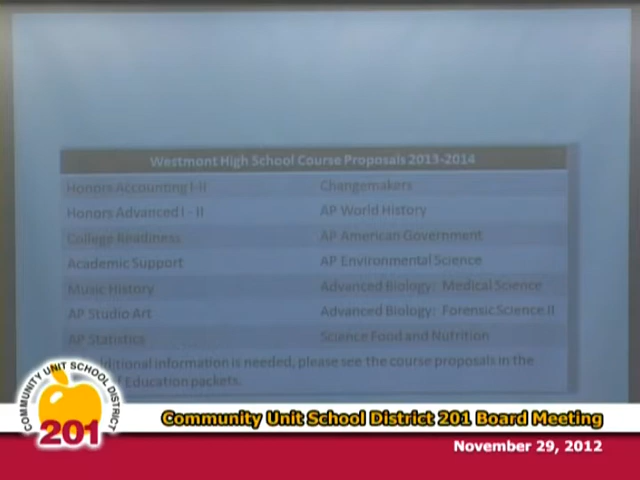 Westmont High School Course Proposals 2013-2014
Honors Accounting I-II Changemakers
Honors Advanced I - II AP World History
College Readiness AP American Government
Academic Support AP Environmental Science
Music History Advanced Biology: Medical Science
AP Studio Art Advanced Biology: Forensic Science II
AP Statistics Science Food and Nutrition
information is needed, please see the course proposals in the
Education packets.
COMMUNITY UNIT SCHOOL DISTRICT
201
Community Unit School District 201 Board Meeting
November 29, 2012